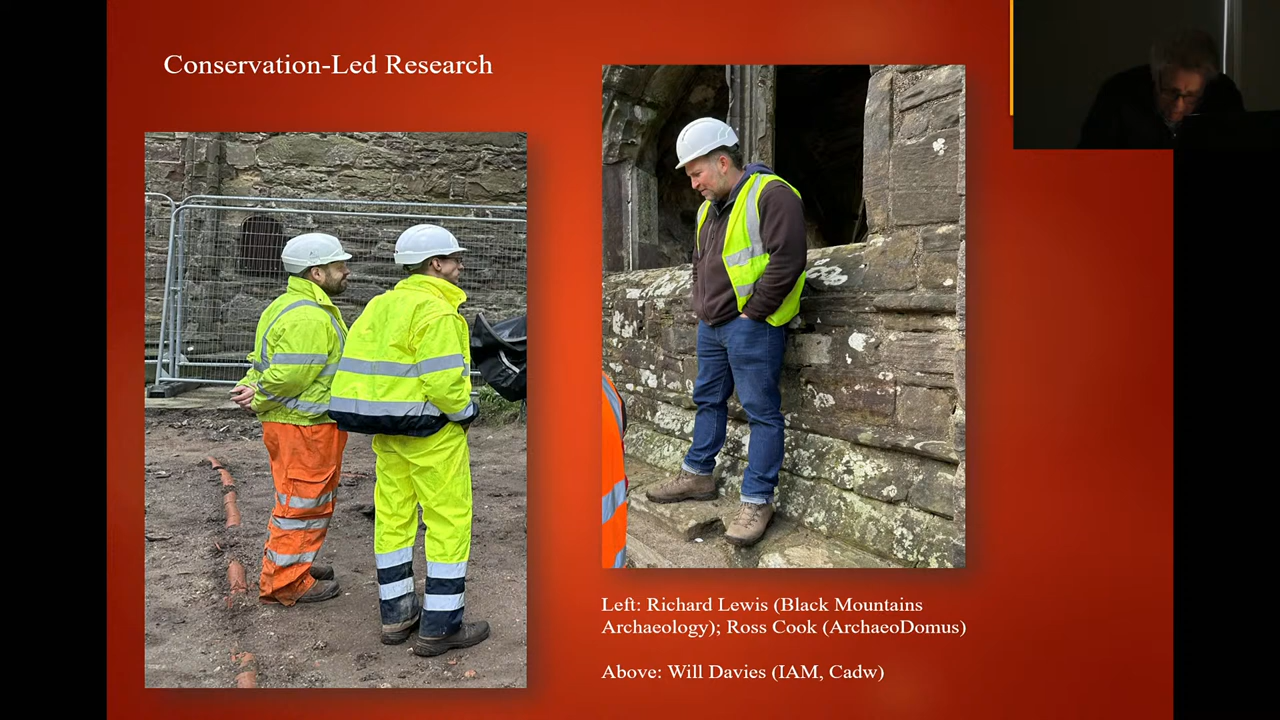 Conservation-Led Research
Left: Richard Lewis (Black Mountains
Archaeology); Ross Cook (ArchaeoDomus)
Above: Will Davies (IAM, Cadw)